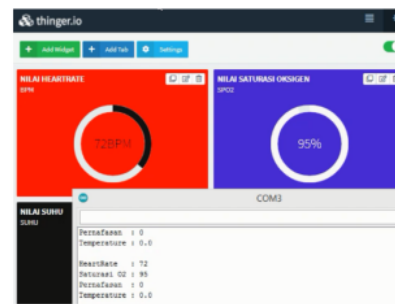 thinger.io
Add Widget
Add Tab
Settings
NILAI HEARTRATE
BPM
72BPM
NILAI SATURASI OKSIGEN
SPO2
95%
NILAI SUHU
SUHU
COM3
Pernafasan : 0
Temperature : 0.0
HeartRate : 72
Saturasi O2 : 95
Pernafasan : 0
Temperature : 0.0